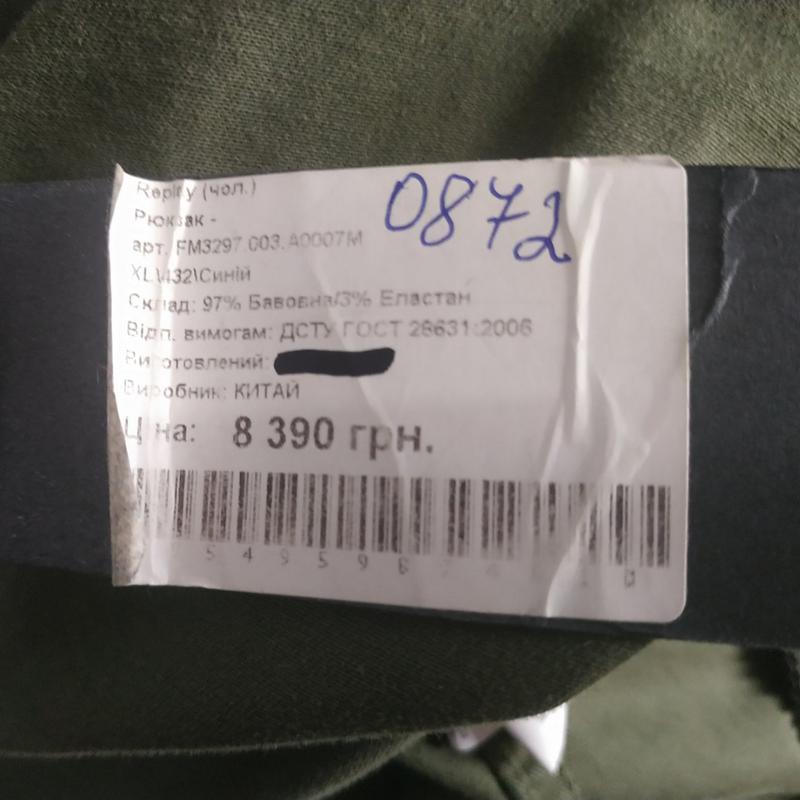 Replay (чол.)
0872
Рюкзак -
арт. FM3297.003.A0007M
XL\432\Синій
Склад: 97% Бавовна/3% Еластан
Відп. вимогам: ДСТУ ГОСТ 28631:2006
Виготовлений:
Виробник: КИТАЙ
Ціна: 8 390 грн.